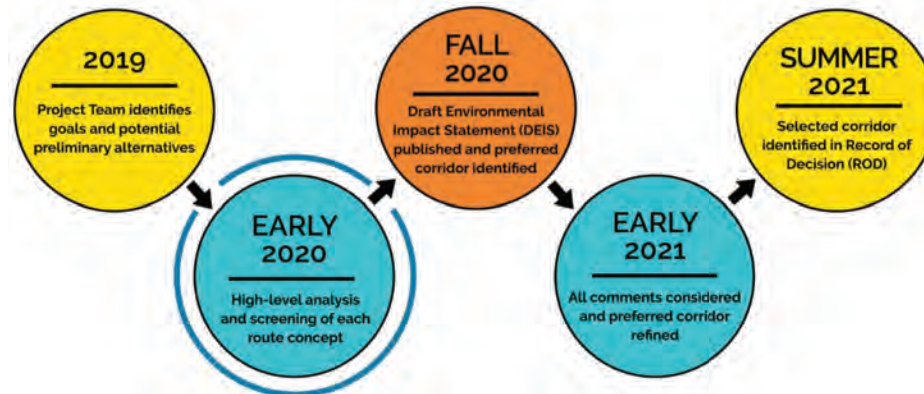 2019
Project Team identifies
goals and potential
preliminary alternatives
EARLY
2020
High-level analysis
and screening of each
route concept
FALL
2020
Draft Environmental
Impact Statement (DEIS)
published and preferred
corridor identified
EARLY
2021
All comments considered
and preferred corridor
refined
SUMMER
2021
Selected corridor
identified in Record of
Decision (ROD)